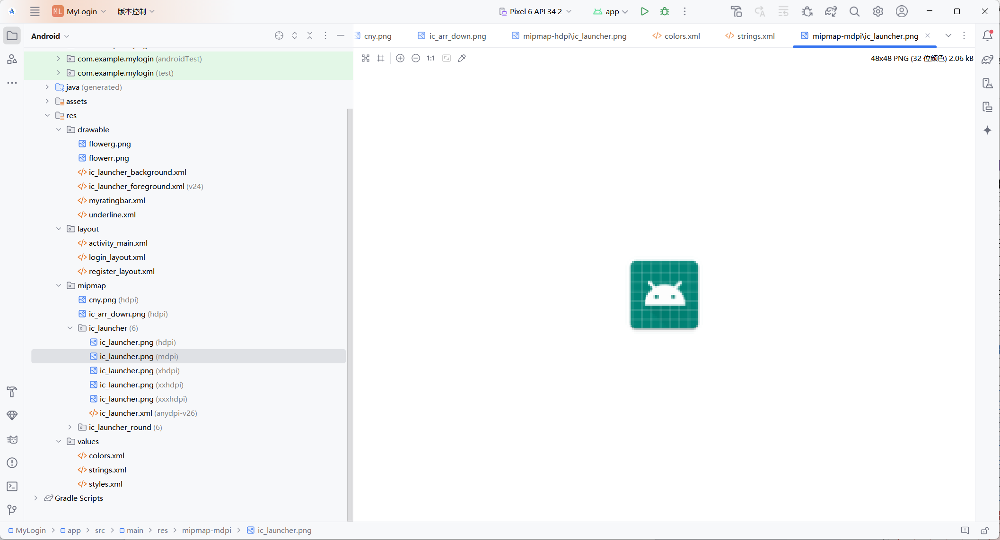 ML MyLogin 版本控制 Pixel 6 API 34 2 app
Android
cny.png ic_arr_down.png mipmap-hdpi\ic_launcher.png colors.xml strings.xml mipmap-mdpi\ic_launcher.png
1:1 48x48 PNG (32 位颜色) 2.06 kB
com.example.mylogin (androidTest)
com.example.mylogin (test)
java (generated)
assets
res
drawable
flowerg.png
flowerr.png
ic_launcher_background.xml
ic_launcher_foreground.xml (v24)
myratingbar.xml
underline.xml
layout
activity_main.xml
login_layout.xml
register_layout.xml
mipmap
cny.png (hdpi)
ic_arr_down.png (hdpi)
ic_launcher (6)
ic_launcher.png (hdpi)
ic_launcher.png (mdpi)
ic_launcher.png (xhdpi)
ic_launcher.png (xxhdpi)
ic_launcher.png (xxxhdpi)
ic_launcher.xml (anydpi-v26)
ic_launcher_round (6)
values
colors.xml
strings.xml
styles.xml
Gradle Scripts
MyLogin app src main res mipmap-mdpi ic_launcher.png